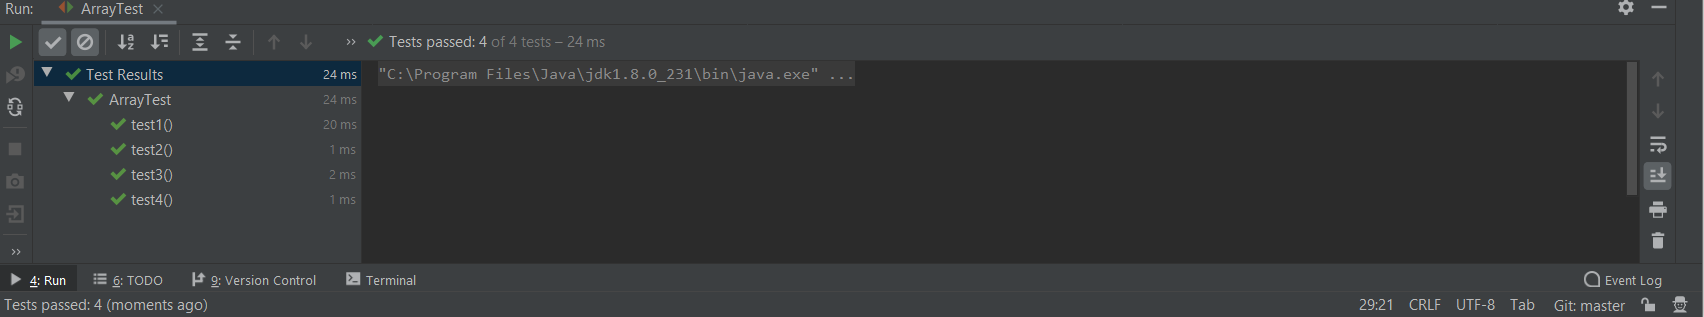 Run: ArrayTest
Tests passed: 4 of 4 tests – 24 ms
Test Results 24 ms
"C:\Program Files\Java\jdk1.8.0_231\bin\java.exe" ...
ArrayTest 24 ms
test1() 20 ms
test2() 1 ms
test3() 2 ms
test4() 1 ms
4: Run 6: TODO 9: Version Control Terminal Event Log
Tests passed: 4 (moments ago) 29:21 CRLF UTF-8 Tab Git: master